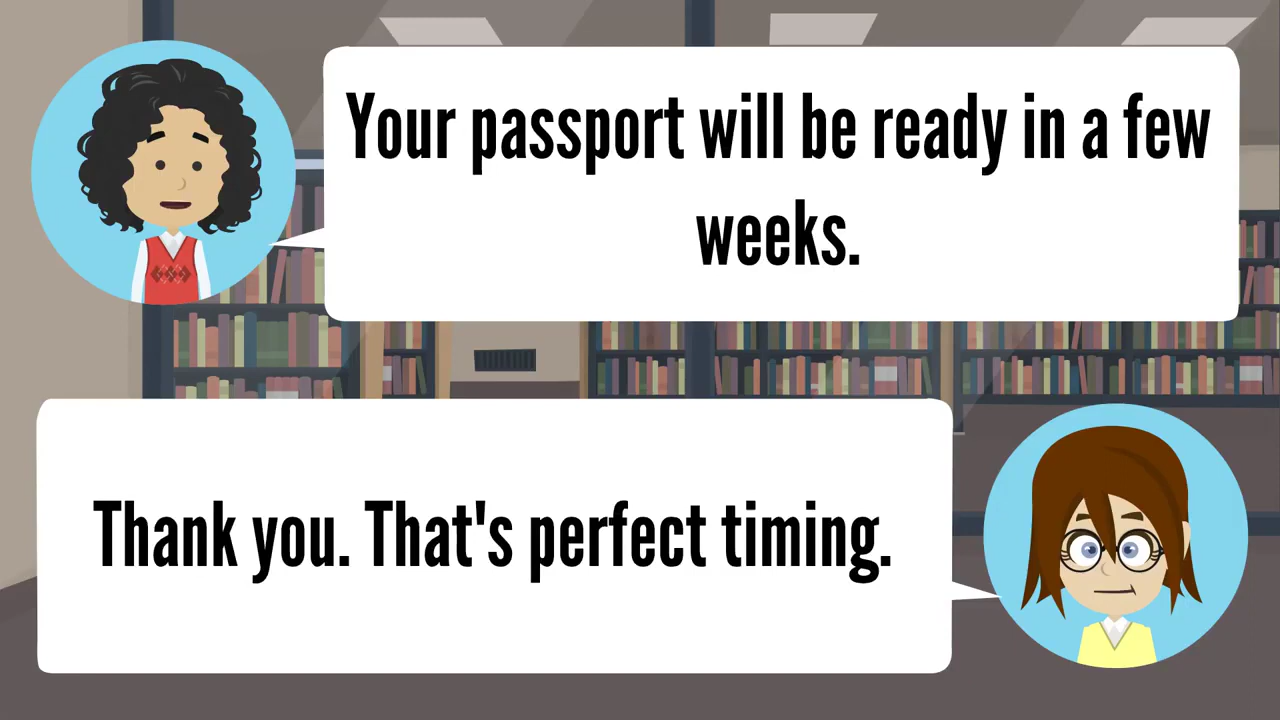 Your passport will be ready in a few
weeks.
Thank you. That's perfect timing.